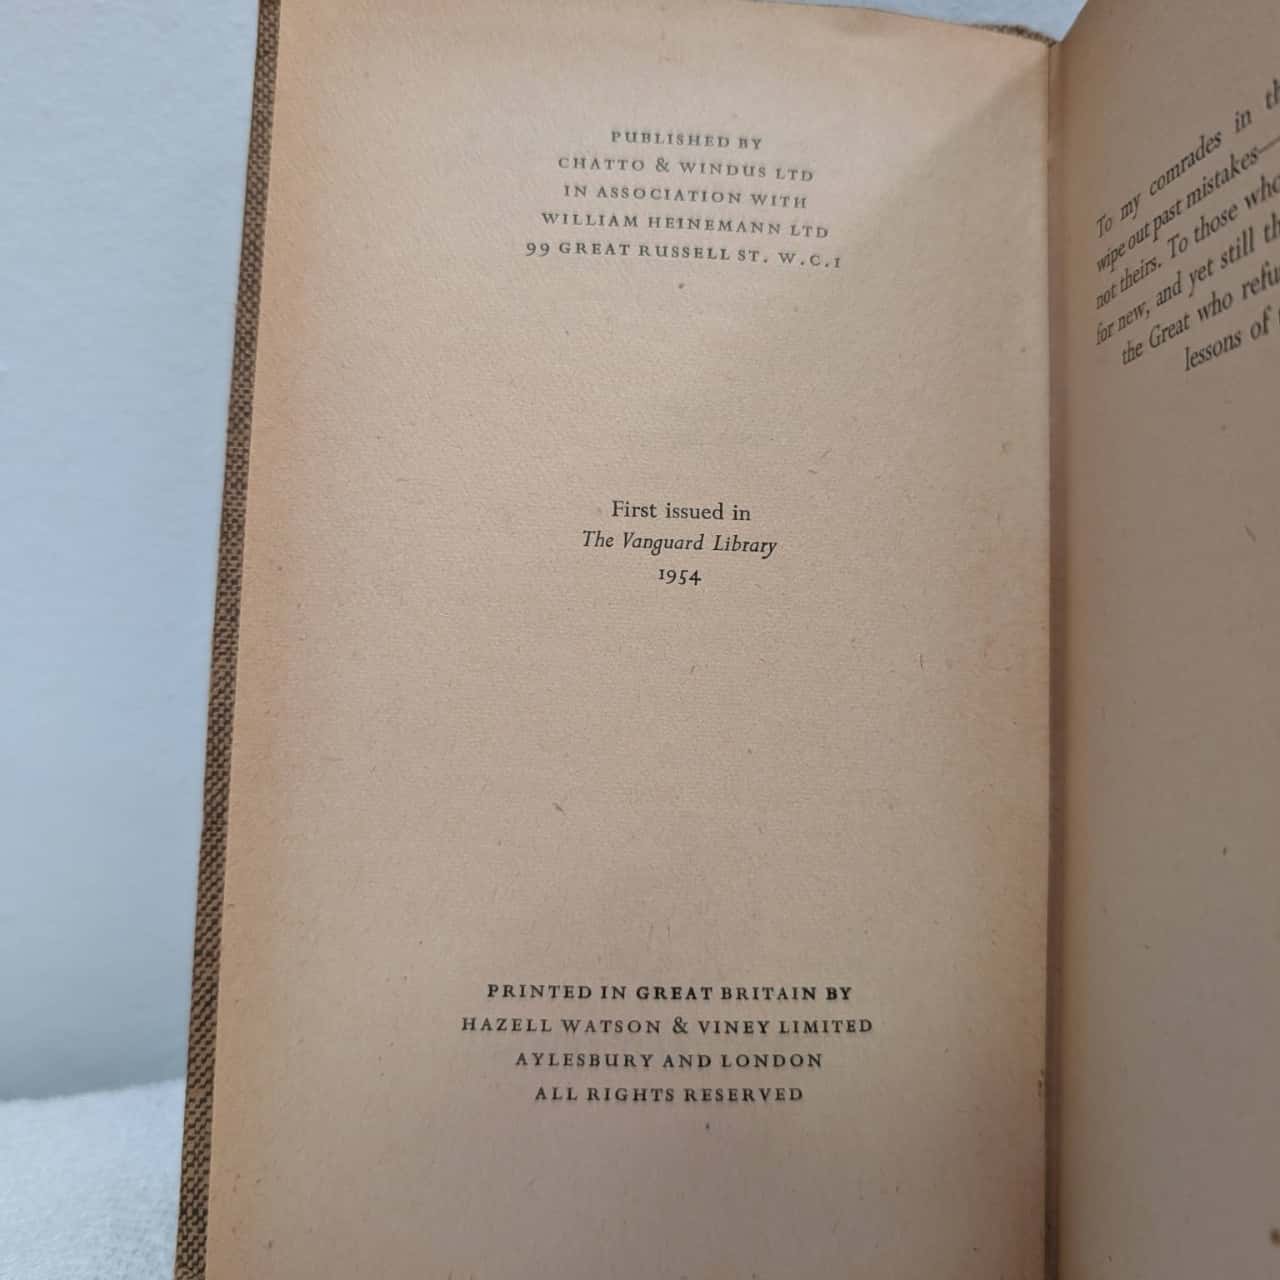 PUBLISHED BY
CHATTO & WINDUS LTD
IN ASSOCIATION WITH
WILLIAM HEINEMANN LTD
99 GREAT RUSSELL ST. W.C.1
First issued in
The Vanguard Library
1954
PRINTED IN GREAT BRITAIN BY
HAZELL WATSON & VINEY LIMITED
AYLESBURY AND LONDON
ALL RIGHTS RESERVED
To my comrades in
wipe out past mistakes—
not theirs. To those who
for new, and yet still
the Great who
lessons of